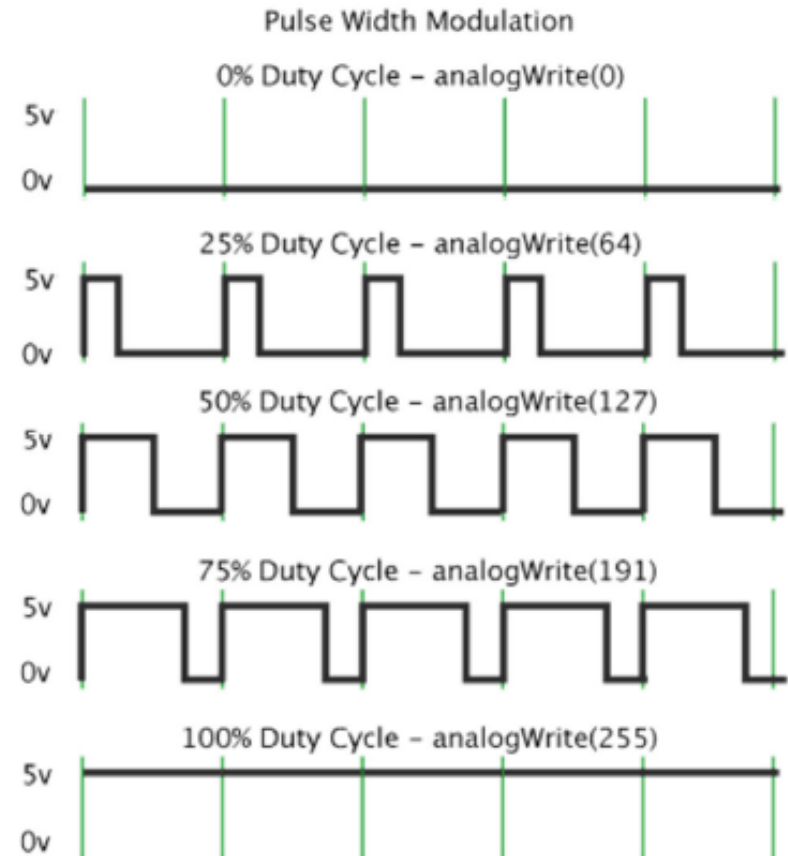 Pulse Width Modulation
0% Duty Cycle – analogWrite(0)
5v
0v
25% Duty Cycle – analogWrite(64)
5v
0v
50% Duty Cycle – analogWrite(127)
5v
0v
75% Duty Cycle – analogWrite(191)
5v
0v
100% Duty Cycle – analogWrite(255)
5v
0v